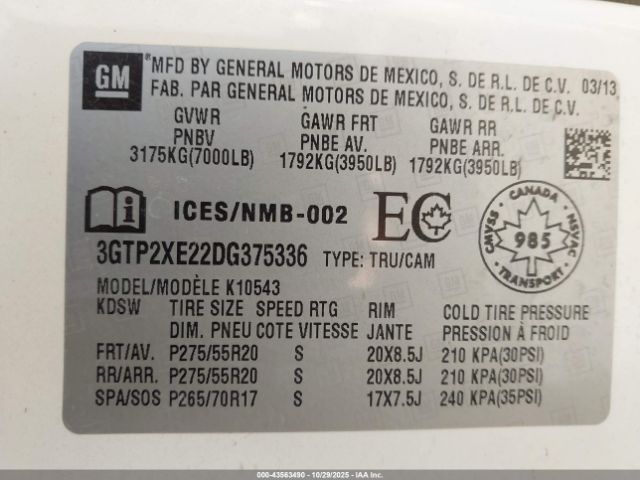 GM
MFD BY GENERAL MOTORS DE MEXICO, S. DE R.L. DE C.V. 03/13
FAB. PAR GENERAL MOTORS DE MEXICO, S. DE R.L. DE C.V.
GVWR GAWR FRT GAWR RR
PNBV PNBE AV. PNBE ARR.
3175KG(7000LB) 1792KG(3950LB) 1792KG(3950LB)
i ICES/NMB-002 EC
CANADA CMVSS 985 NSVAC TRANSPORT
3GTP2XE22DG375336 TYPE: TRU/CAM
MODEL/MODÈLE K10543
KDSW TIRE SIZE SPEED RTG RIM COLD TIRE PRESSURE
DIM. PNEU COTE VITESSE JANTE PRESSION À FROID
FRT/AV. P275/55R20 S 20X8.5J 210 KPA(30PSI)
RR/ARR. P275/55R20 S 20X8.5J 210 KPA(30PSI)
SPA/SOS P265/70R17 S 17X7.5J 240 KPA(35PSI)
000-43563490 - 10/29/2025 - IAA Inc.